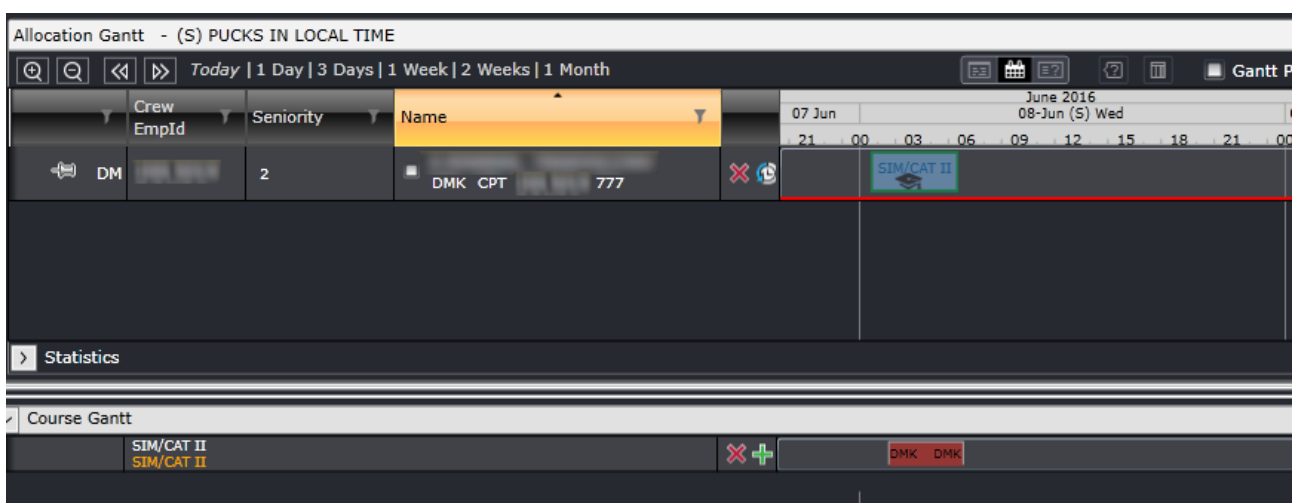 Allocation Gantt - (S) PUCKS IN LOCAL TIME
Today | 1 Day | 3 Days | 1 Week | 2 Weeks | 1 Month
Gantt P
Crew EmpId
Seniority
Name
June 2016
07 Jun
08-Jun (S) Wed
21 00 03 06 09 12 15 18 21 00
DM
2
DMK CPT
777
SIM/CAT II
Statistics
Course Gantt
SIM/CAT II
SIM/CAT II
DMK DMK